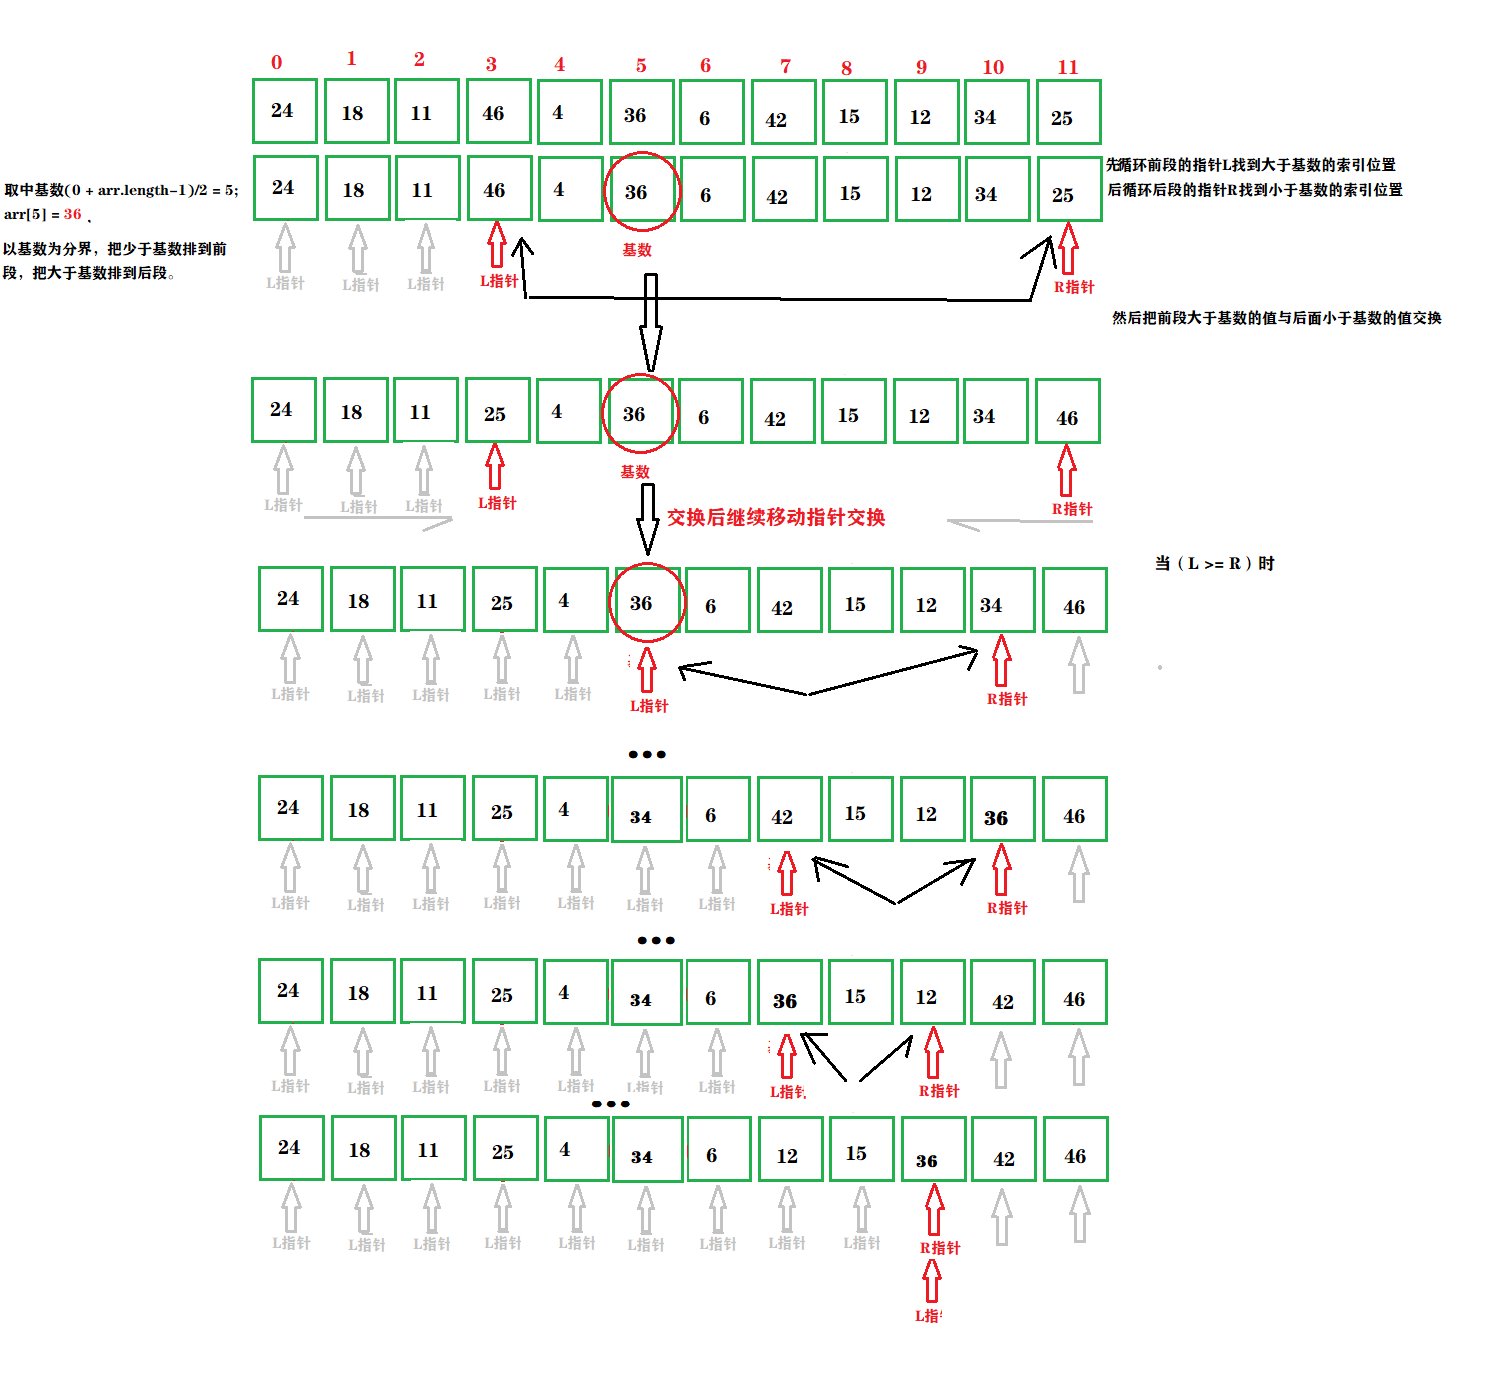 0 1 2 3 4 5 6 7 8 9 10 11
24 18 11 46 4 36 6 42 15 12 34 25
24 18 11 46 4 36 6 42 15 12 34 25
取中基数(0 + arr.length-1)/2 = 5;
arr[5] = 36 .
以基数为分界，把少于基数排到前
段，把大于基数排到后段。
先循环前段的指针L找到大于基数的索引位置
后循环后段的指针R找到小于基数的索引位置
基数
L指针 L指针 L指针 L指针 R指针
然后把前段大于基数的值与后面小于基数的值交换
24 18 11 25 4 36 6 42 15 12 34 46
基数
L指针 L指针 L指针 L指针 R指针
交换后继续移动指针交换
当（L >= R）时
24 18 11 25 4 36 6 42 15 12 34 46
L指针 L指针 L指针 L指针 L指针 L指针 R指针
•••
24 18 11 25 4 34 6 42 15 12 36 46
L指针 L指针 L指针 L指针 L指针 L指针 L指针 L指针 R指针
•••
24 18 11 25 4 34 6 36 15 12 42 46
L指针 L指针 L指针 L指针 L指针 L指针 L指针 L指针 R指针
•••
24 18 11 25 4 34 6 12 15 36 42 46
L指针 L指针 L指针 L指针 L指针 L指针 L指针 L指针 L指针 R指针
L指